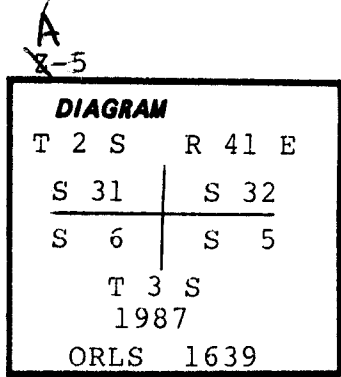 A
-5
DIAGRAM
T 2 S R 41 E
S 31 S 32
S 6 S 5
T 3 S
1987
ORLS 1639